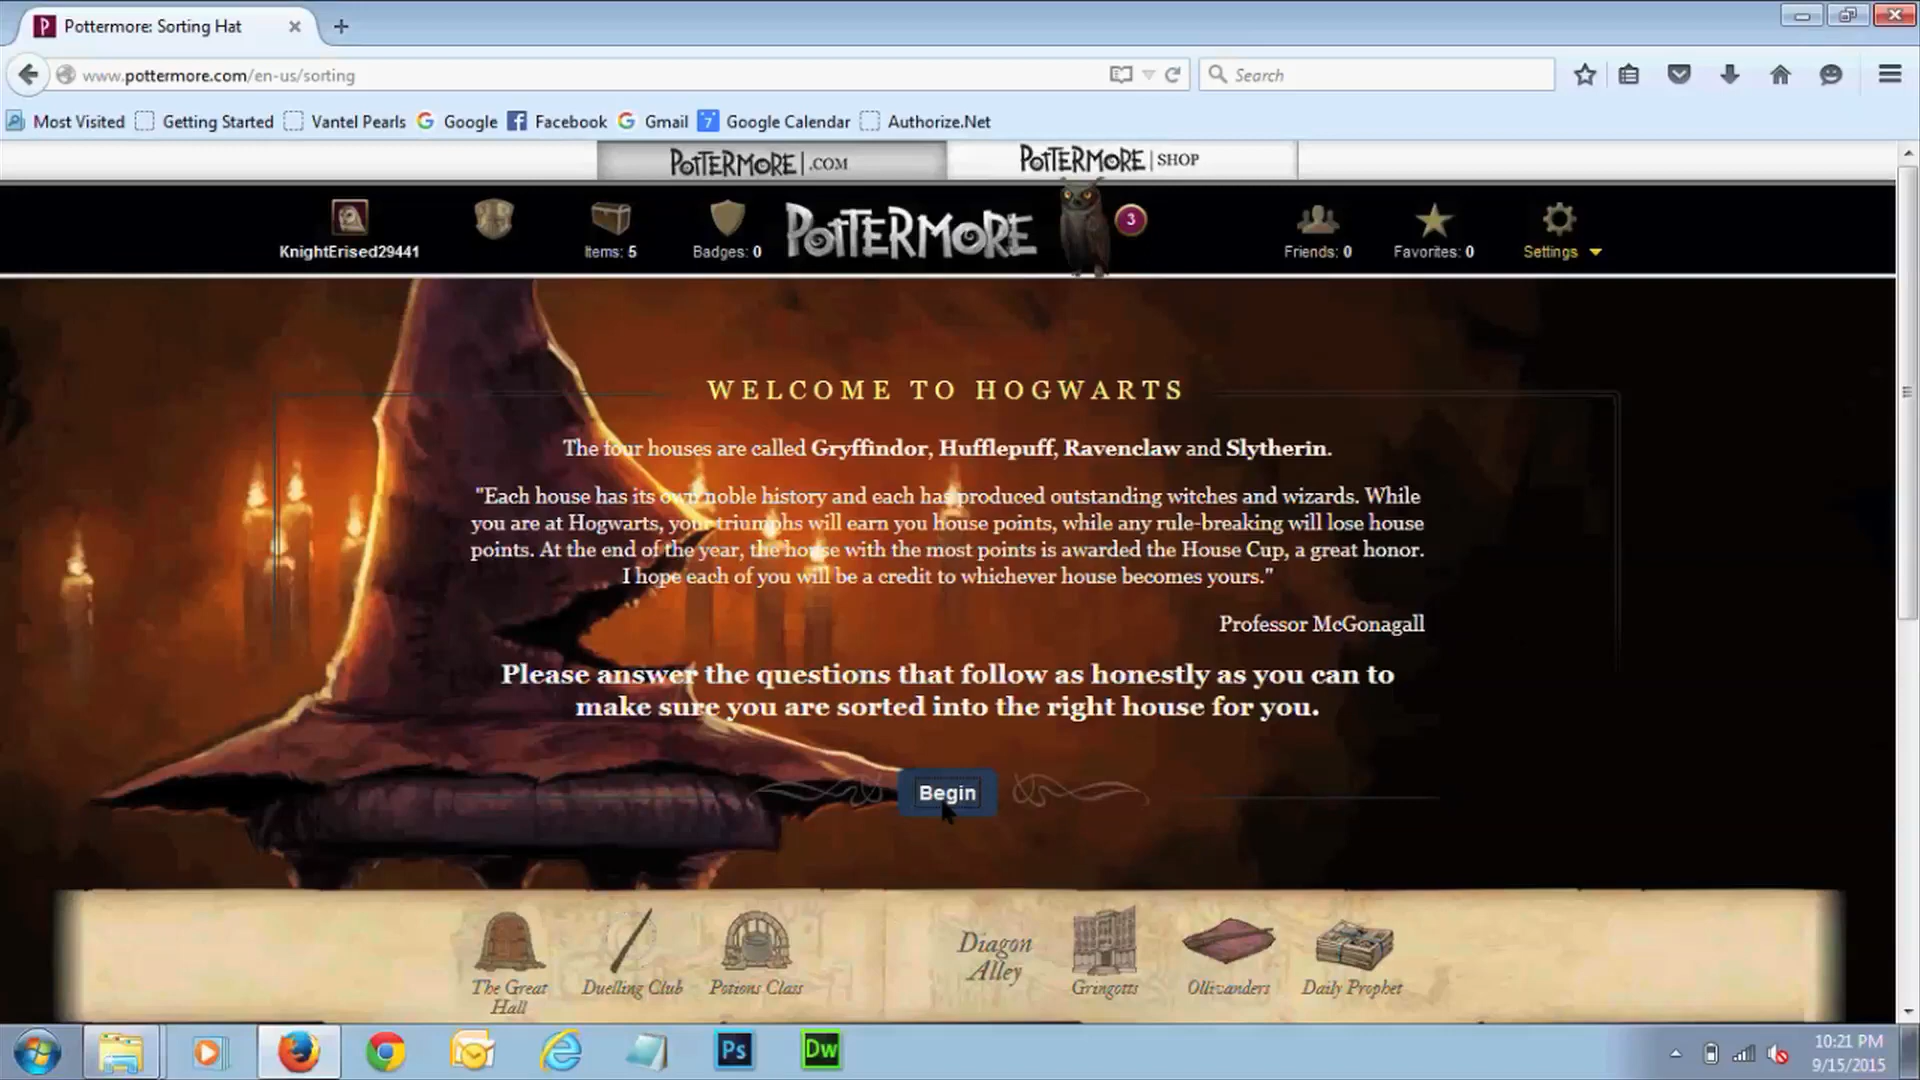 Pottermore: Sorting Hat
www.pottermore.com/en-us/sorting
Search
Most Visited Getting Started Vantel Pearls Google Facebook Gmail 7 Google Calendar Authorize.Net
POTTERMORE .COM
POTTERMORE SHOP
KnightErised29441
Items: 5
Badges: 0
POTTERMORE
3
Friends: 0
Favorites: 0
Settings
WELCOME TO HOGWARTS
The four houses are called Gryffindor, Hufflepuff, Ravenclaw and Slytherin.
"Each house has its own noble history and each has produced outstanding witches and wizards. While
you are at Hogwarts, your triumphs will earn you house points, while any rule-breaking will lose house
points. At the end of the year, the house with the most points is awarded the House Cup, a great honor.
I hope each of you will be a credit to whichever house becomes yours."
Professor McGonagall
Please answer the questions that follow as honestly as you can to
make sure you are sorted into the right house for you.
Begin
The Great
Hall
Duelling Club
Potions Class
Diagon
Alley
Gringotts
Ollivanders
Daily Prophet
Ps
Dw
10:21 PM
9/15/2015